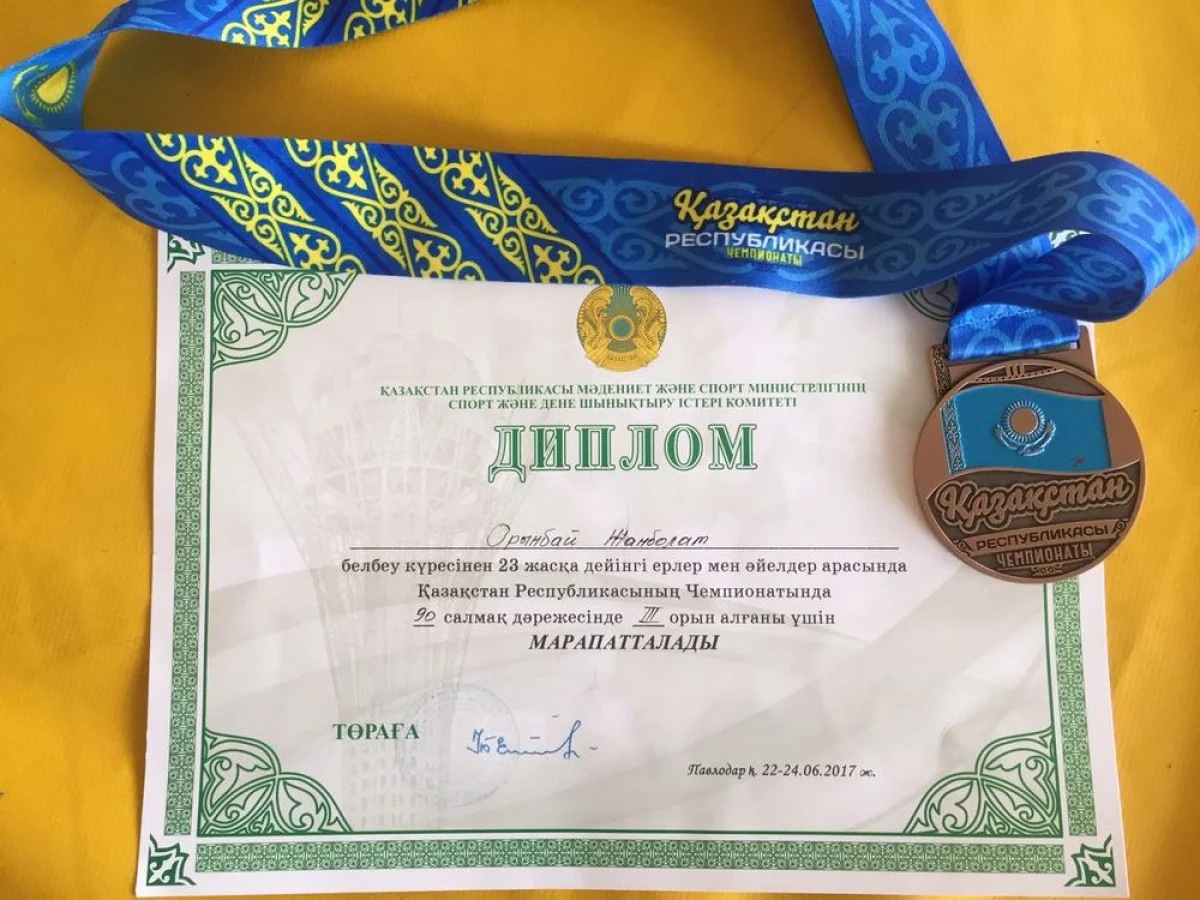 Қазақстан
РЕСПУБЛИКАСЫ
ЧЕМПИОНАТЫ
ҚАЗАҚСТАН РЕСПУБЛИКАСЫ МӘДЕНИЕТ ЖӘНЕ СПОРТ МИНИСТРЛІГІНІҢ
СПОРТ ЖӘНЕ ДЕНЕ ШЫНЫҚТЫРУ ІСТЕРІ КОМИТЕТІ
ДИПЛОМ
Орынбай Жанболат
белбеу күресінен 23 жасқа дейінгі ерлер мен әйелдер арасында
Қазақстан Республикасының Чемпионатында
90 салмақ дәрежесінде III орын алғаны үшін
МАРАПАТТАЛАДЫ
ТӨРАҒА
Павлодар қ. 22-24.06.2017 ж.
III
Қазақстан
РЕСПУБЛИКАСЫ
ЧЕМПИОНАТЫ